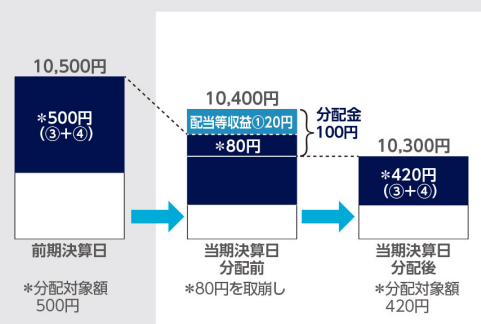 10,500円
*500円
(③+④)
前期決算日
*分配対象額
500円
10,400円
配当等収益①20円
*80円
分配金
100円
当期決算日
分配前
*80円を取崩し
10,300円
*420円
(③+④)
当期決算日
分配後
*分配対象額
420円